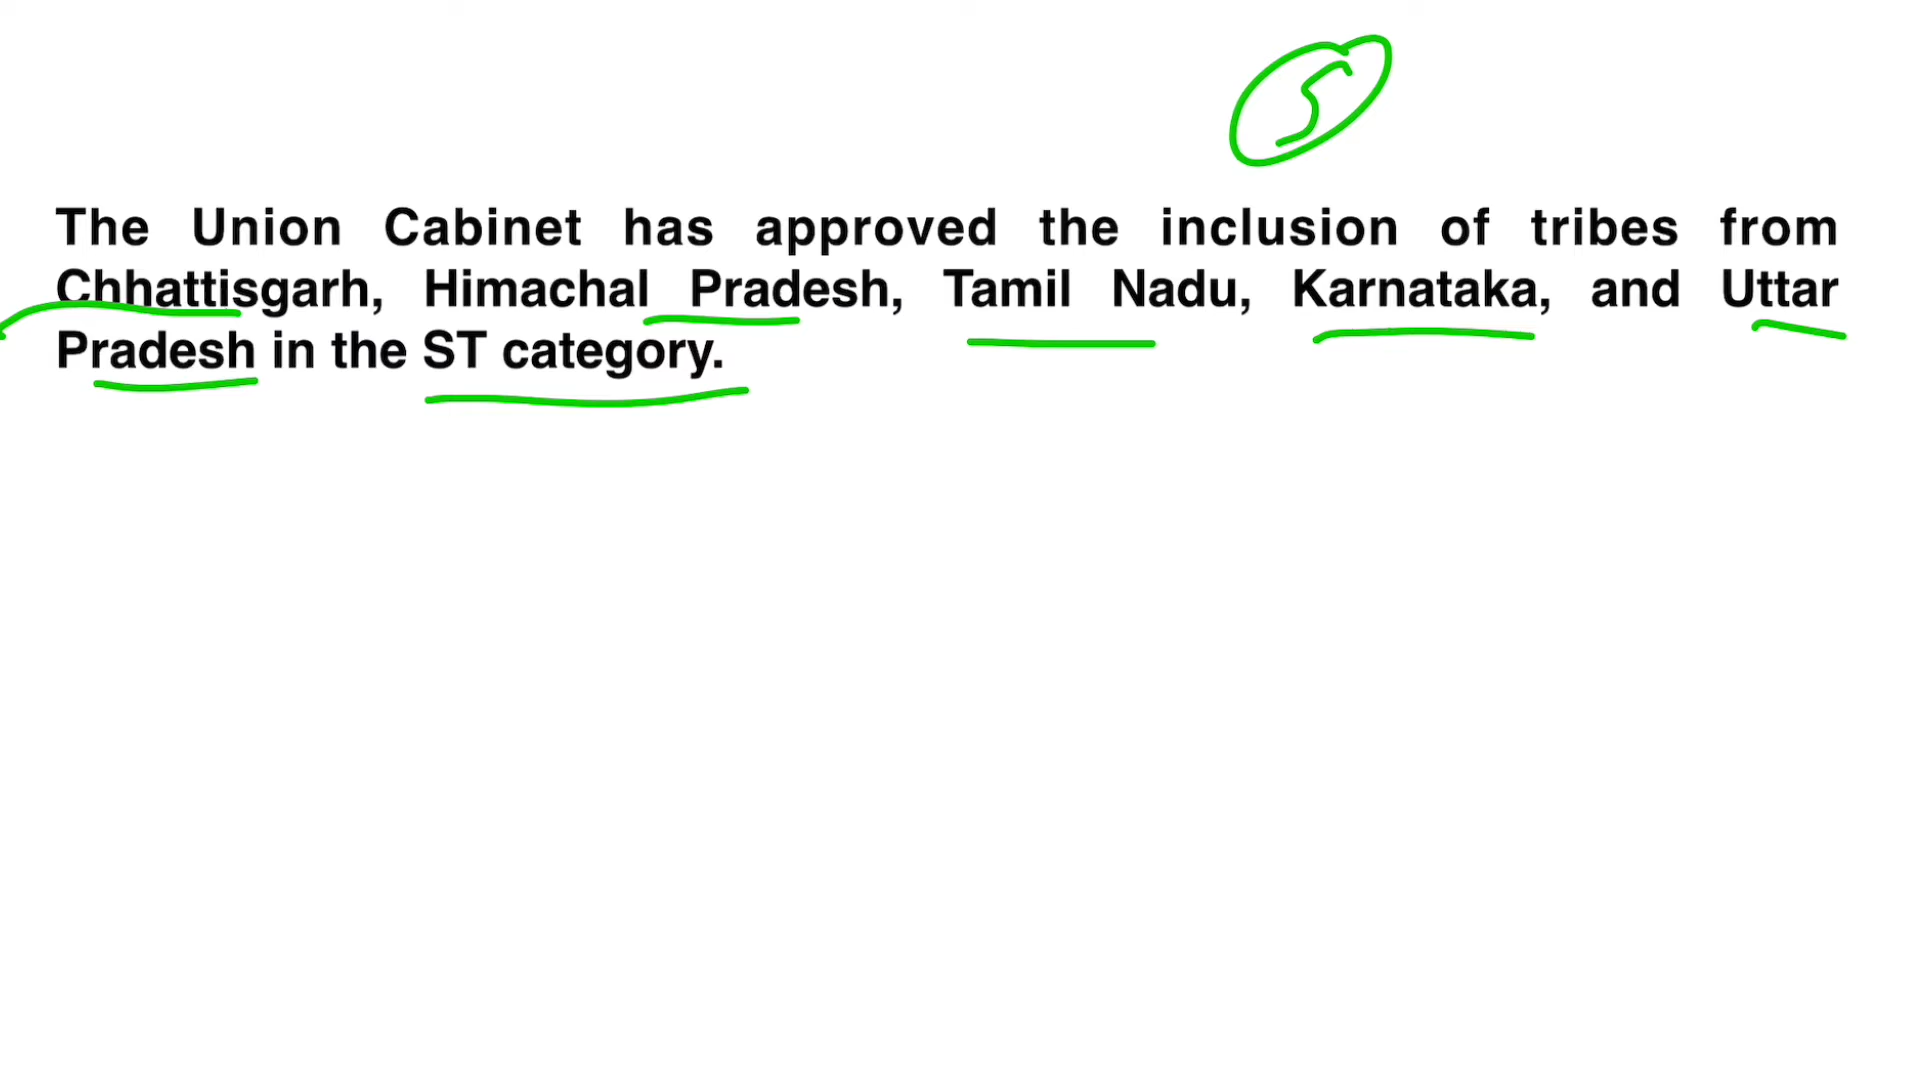 5
The Union Cabinet has approved the inclusion of tribes from
Chhattisgarh, Himachal Pradesh, Tamil Nadu, Karnataka, and Uttar
Pradesh in the ST category.